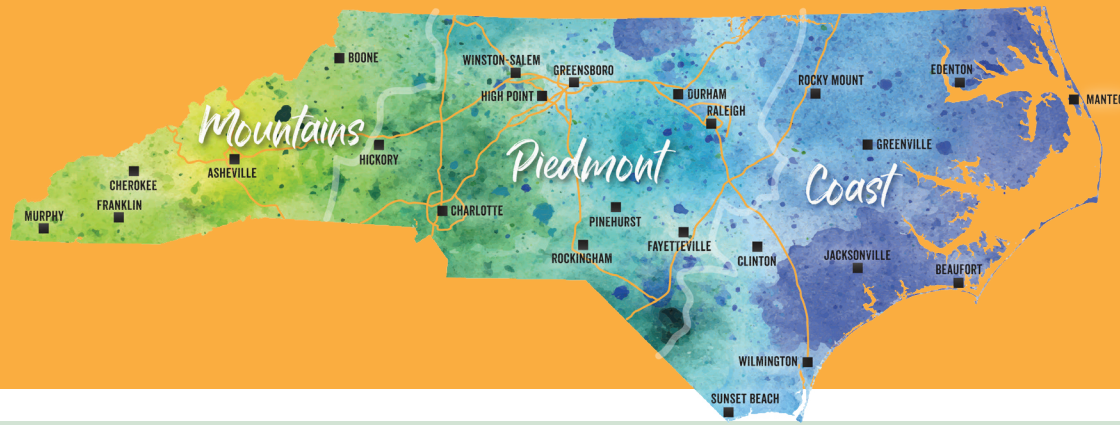 BOONE
WINSTON-SALEM
GREENSBORO
HIGH POINT
DURHAM
RALEIGH
ROCKY MOUNT
EDENTON
Mountains
HICKORY
ASHEVILLE
CHEROKEE
FRANKLIN
MURPHY
Piedmont
CHARLOTTE
PINEHURST
ROCKINGHAM
FAYETTEVILLE
Coast
GREENVILLE
CLINTON
JACKSONVILLE
BEAUFORT
WILMINGTON
SUNSET BEACH